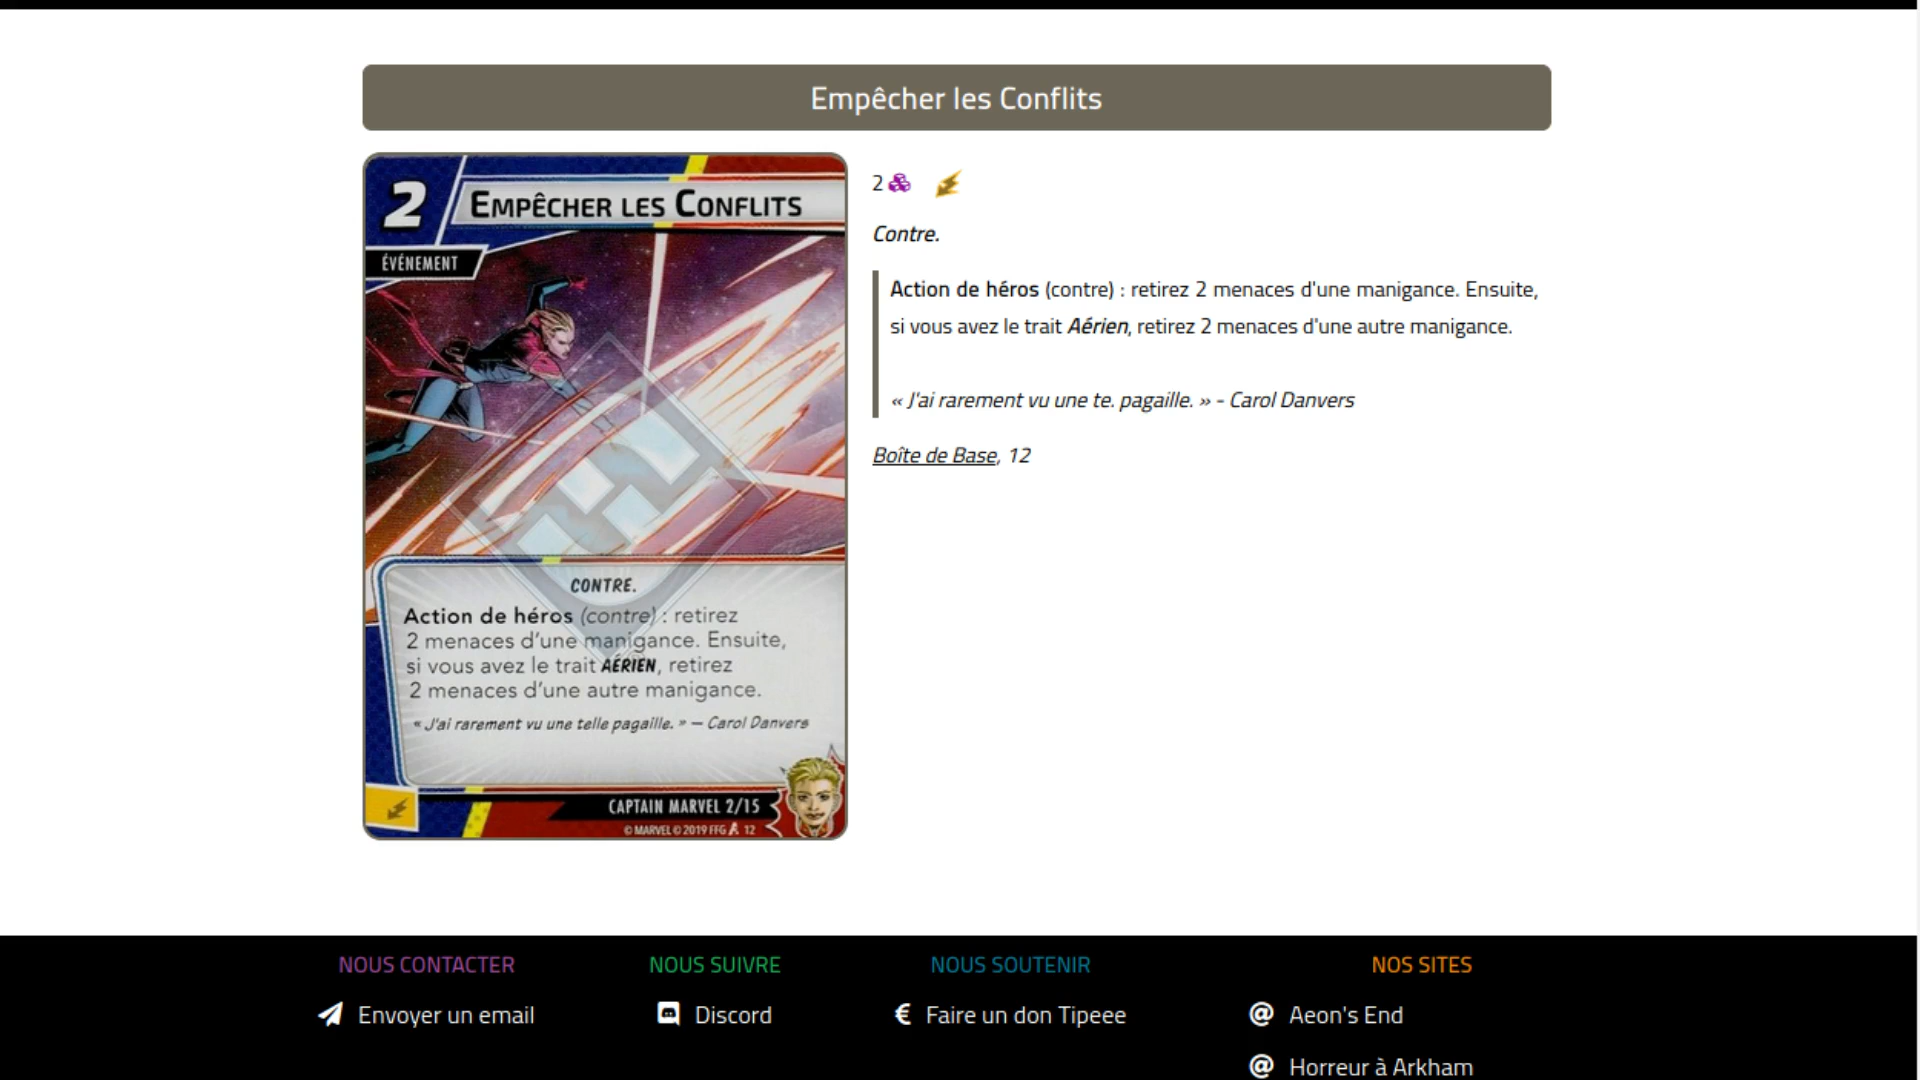 Empêcher les Conflits
2
EMPÊCHER LES CONFLITS
ÉVÉNEMENT
CONTRE.
Action de héros (contre) : retirez
2 menaces d'une manigance. Ensuite,
si vous avez le trait AÉRIEN, retirez
2 menaces d'une autre manigance.
« J'ai rarement vu une telle pagaille. » — Carol Danvers
CAPTAIN MARVEL 2/15
© MARVEL © 2019 FFG 12
2
Contre.
Action de héros (contre) : retirez 2 menaces d'une manigance. Ensuite,
si vous avez le trait Aérien, retirez 2 menaces d'une autre manigance.
« J'ai rarement vu une te. pagaille. » - Carol Danvers
Boîte de Base, 12
NOUS CONTACTER
Envoyer un email
NOUS SUIVRE
Discord
NOUS SOUTENIR
€ Faire un don Tipeee
NOS SITES
@ Aeon's End
@ Horreur à Arkham